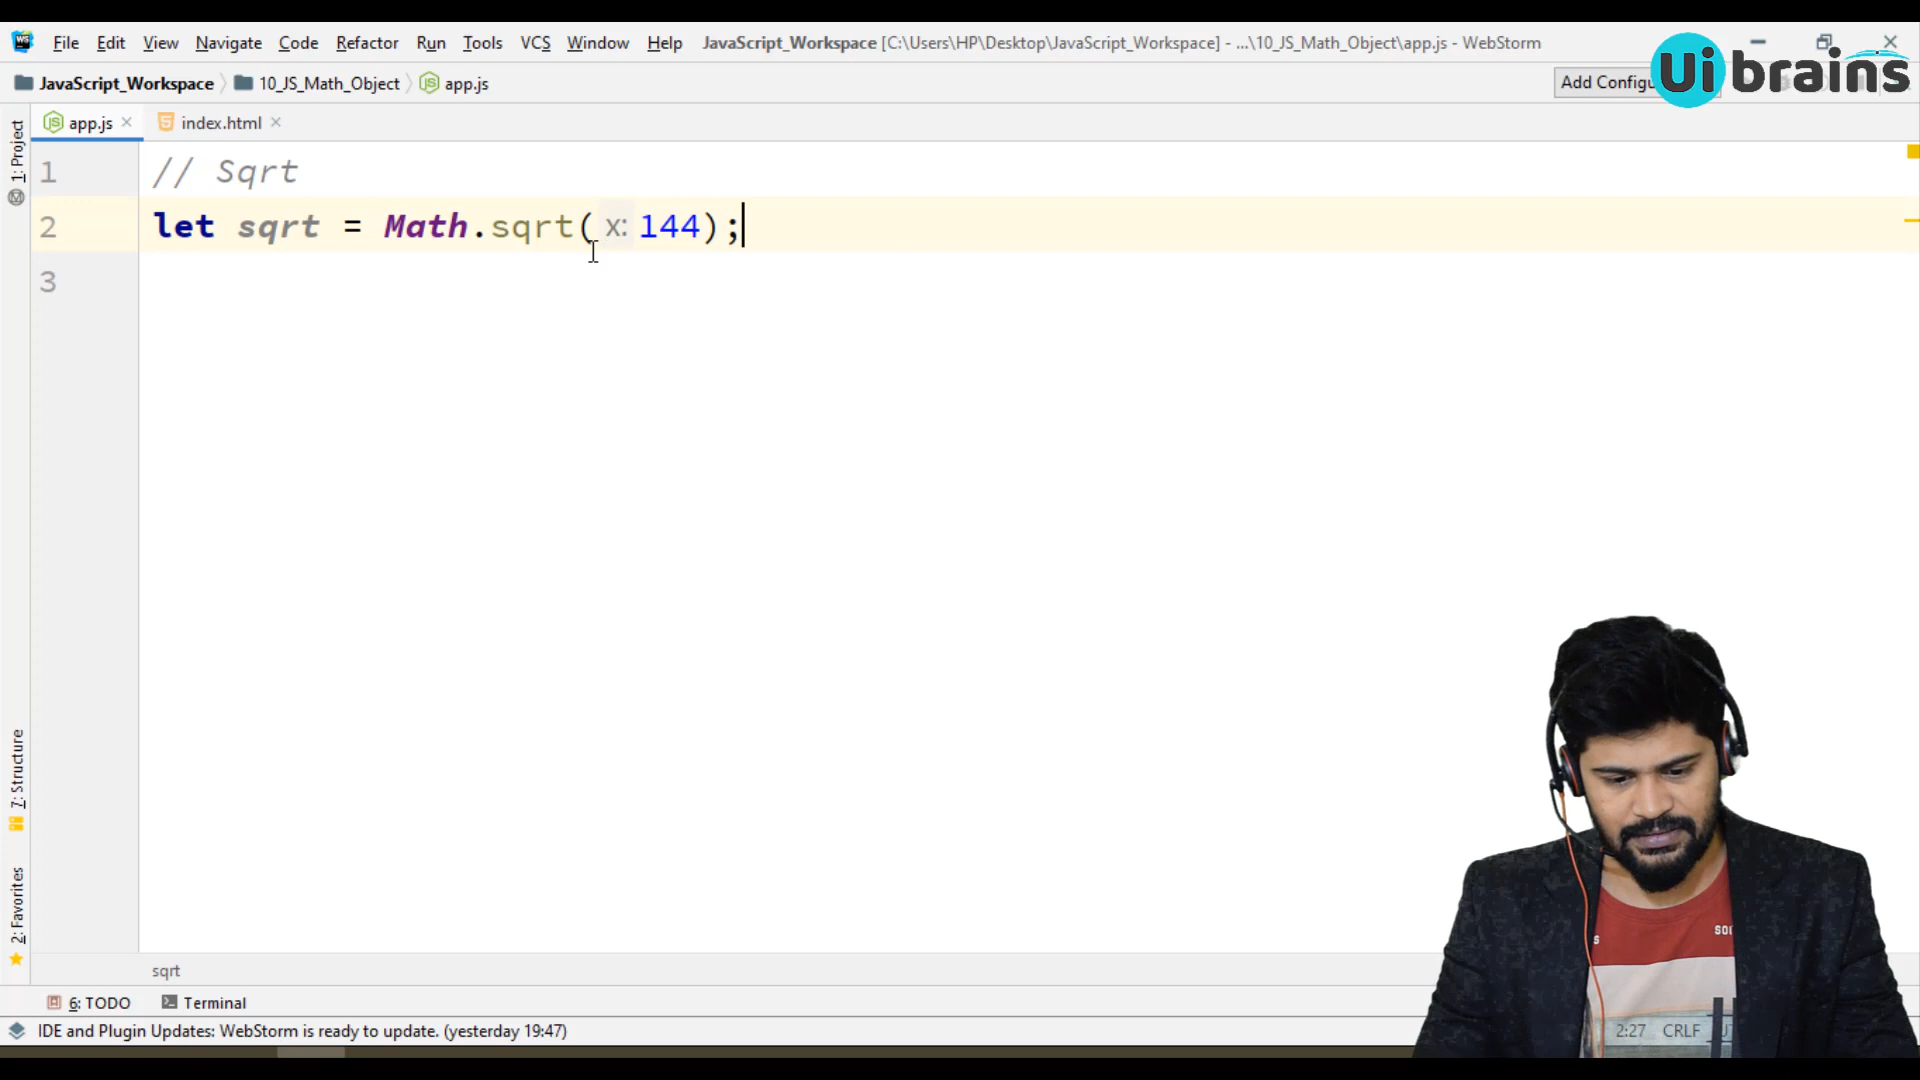 File Edit View Navigate Code Refactor Run Tools VCS Window Help JavaScript_Workspace [C:\Users\HP\Desktop\JavaScript_Workspace] - ...\10_JS_Math_Object\app.js - WebStorm
JavaScript_Workspace 10_JS_Math_Object app.js
Add Configu
Ui brains
app.js index.html
1: Project
1 // Sqrt
2 let sqrt = Math.sqrt( x: 144);
3
7: Structure
2: Favorites
SO
S
sqrt
6: TODO Terminal
IDE and Plugin Updates: WebStorm is ready to update. (yesterday 19:47)
2:27 CRLF